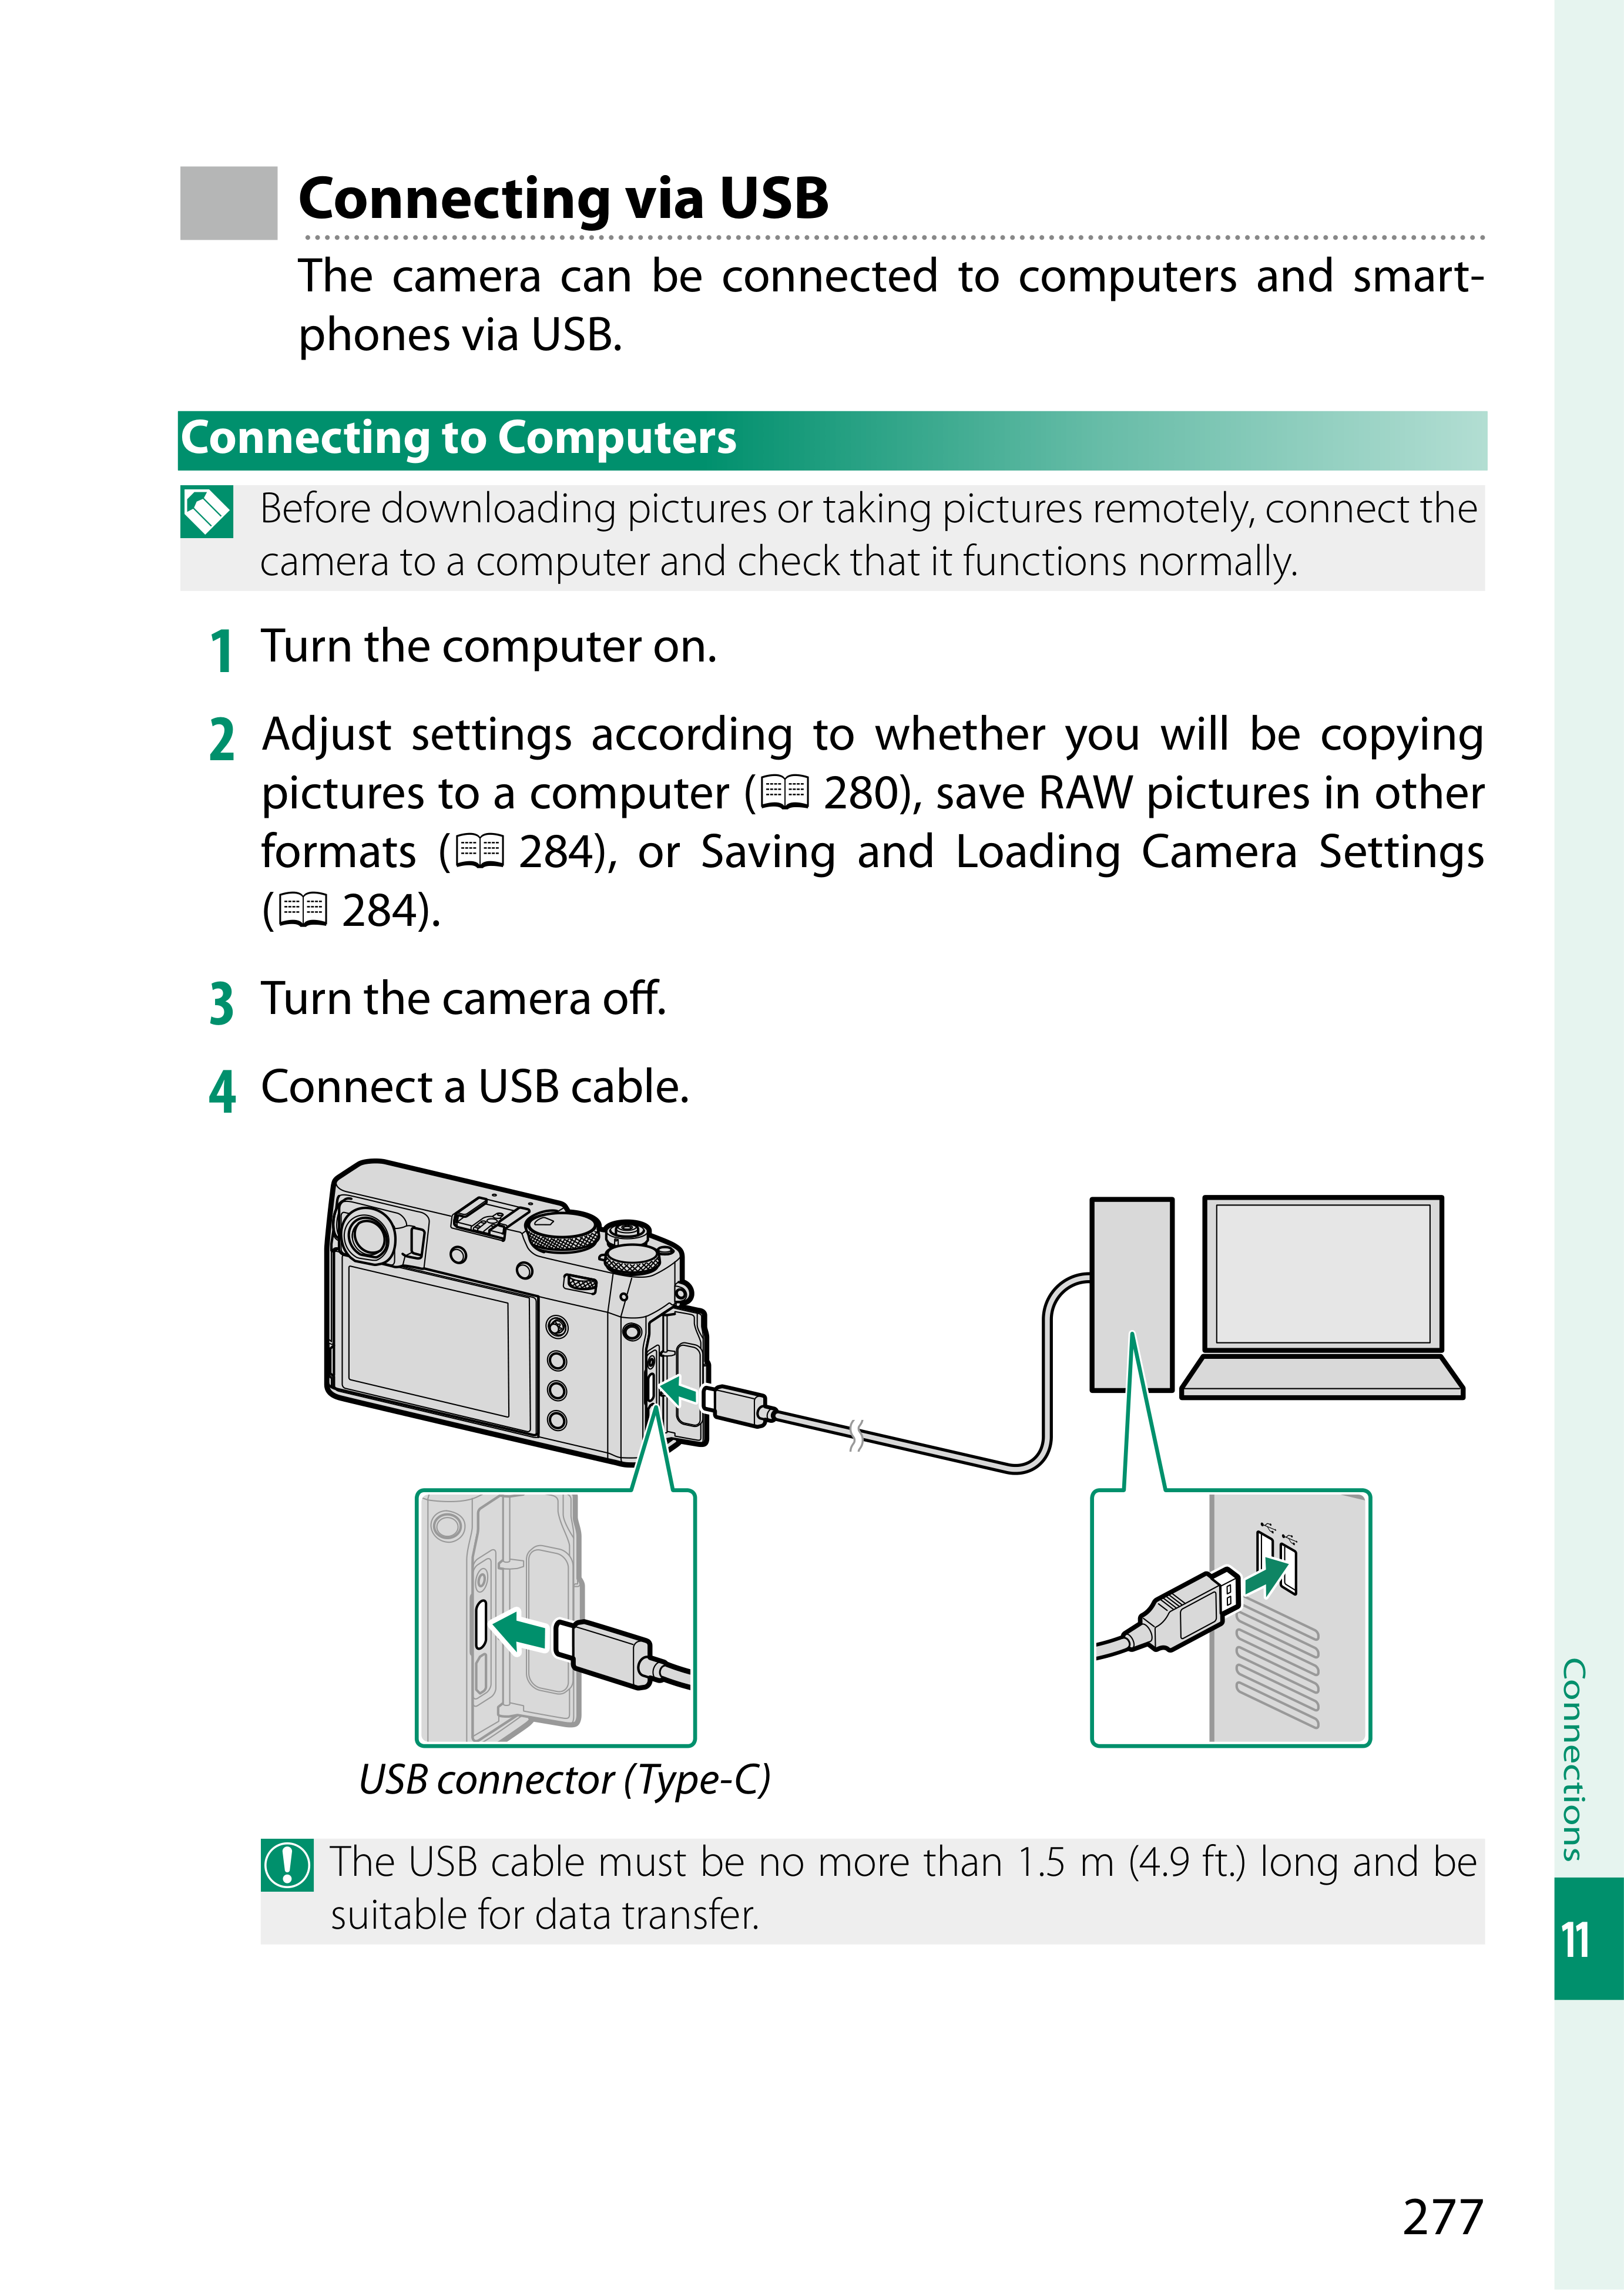 Connecting via USB
The camera can be connected to computers and smart-
phones via USB.
Connecting to Computers
Before downloading pictures or taking pictures remotely, connect the
camera to a computer and check that it functions normally.
1 Turn the computer on.
2 Adjust settings according to whether you will be copying
pictures to a computer (📖 280), save RAW pictures in other
formats (📖 284), or Saving and Loading Camera Settings
(📖 284).
3 Turn the camera off.
4 Connect a USB cable.
USB connector (Type-C)
The USB cable must be no more than 1.5 m (4.9 ft.) long and be
suitable for data transfer.
Connections
11
277